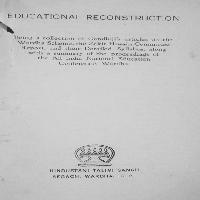 EDUCATIONAL RECONSTRUCTION
Being a collection of Gandhiji's articles on the
Wardha Scheme, the Zakir Husain Committee
Report, and their Detailed Syllabus, along
with a summary of the proceedings of
the All India National Education
Conference Wardha
HINDUSTANI TALIMI SANGH
SEGAON, WARDHA, C. P.